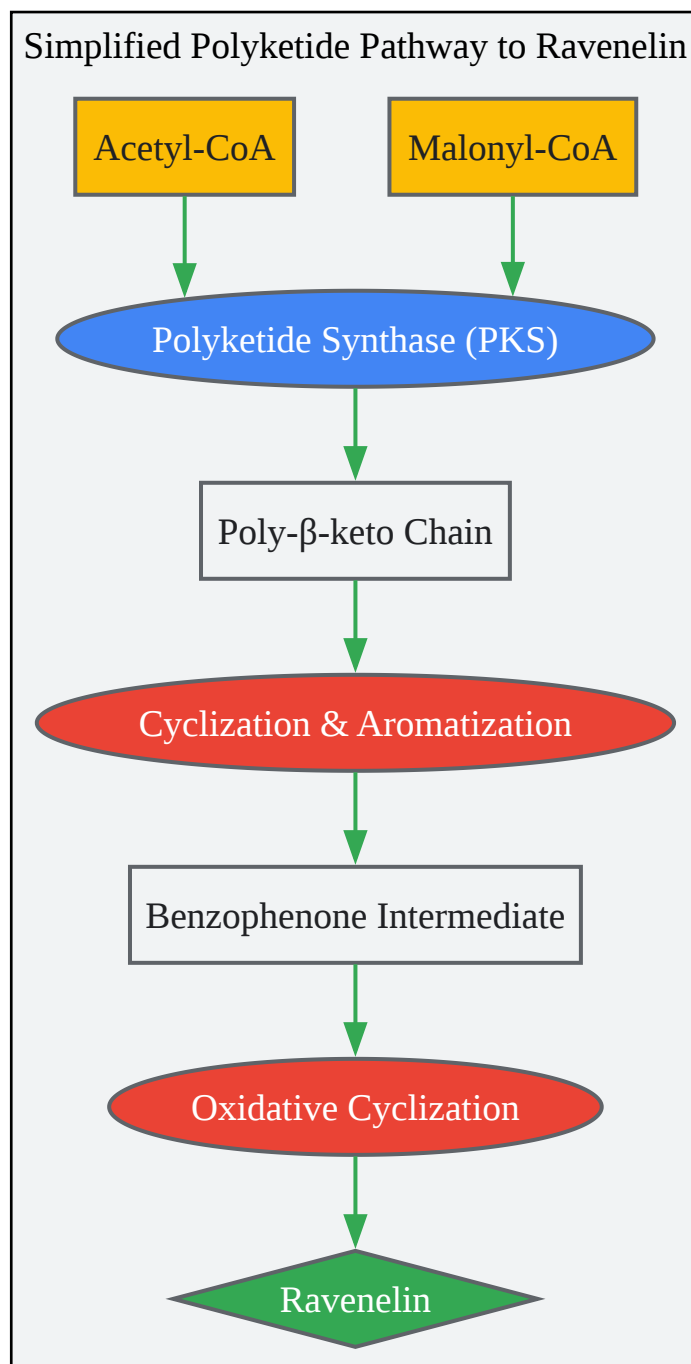 Simplified Polyketide Pathway to Ravenelin
Acetyl-CoA
Malonyl-CoA
Polyketide Synthase (PKS)
Poly-β-keto Chain
Cyclization & Aromatization
Benzophenone Intermediate
Oxidative Cyclization
Ravenelin